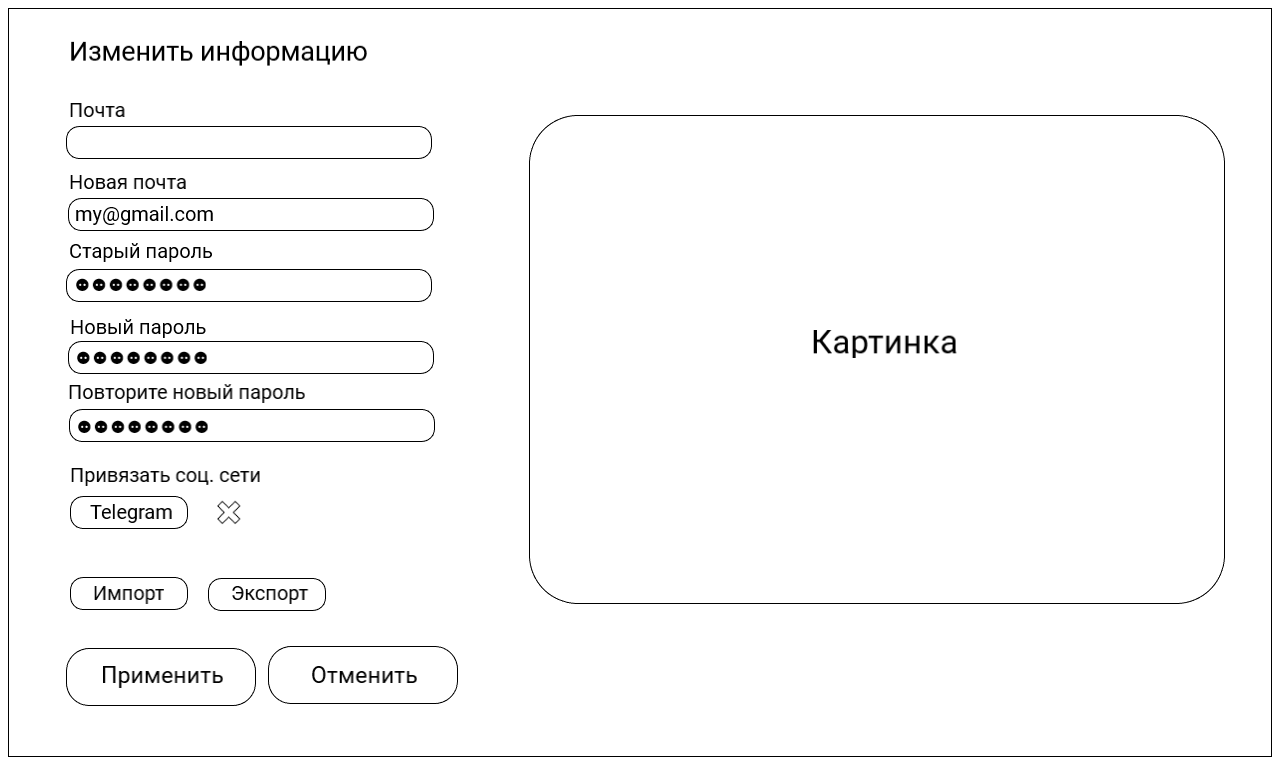 Изменить информацию
Почта
Новая почта
my@gmail.com
Старый пароль
●●●●●●●●
Новый пароль
●●●●●●●●
Повторите новый пароль
●●●●●●●●
Привязать соц. сети
Telegram
Импорт Экспорт
Применить Отменить
Картинка